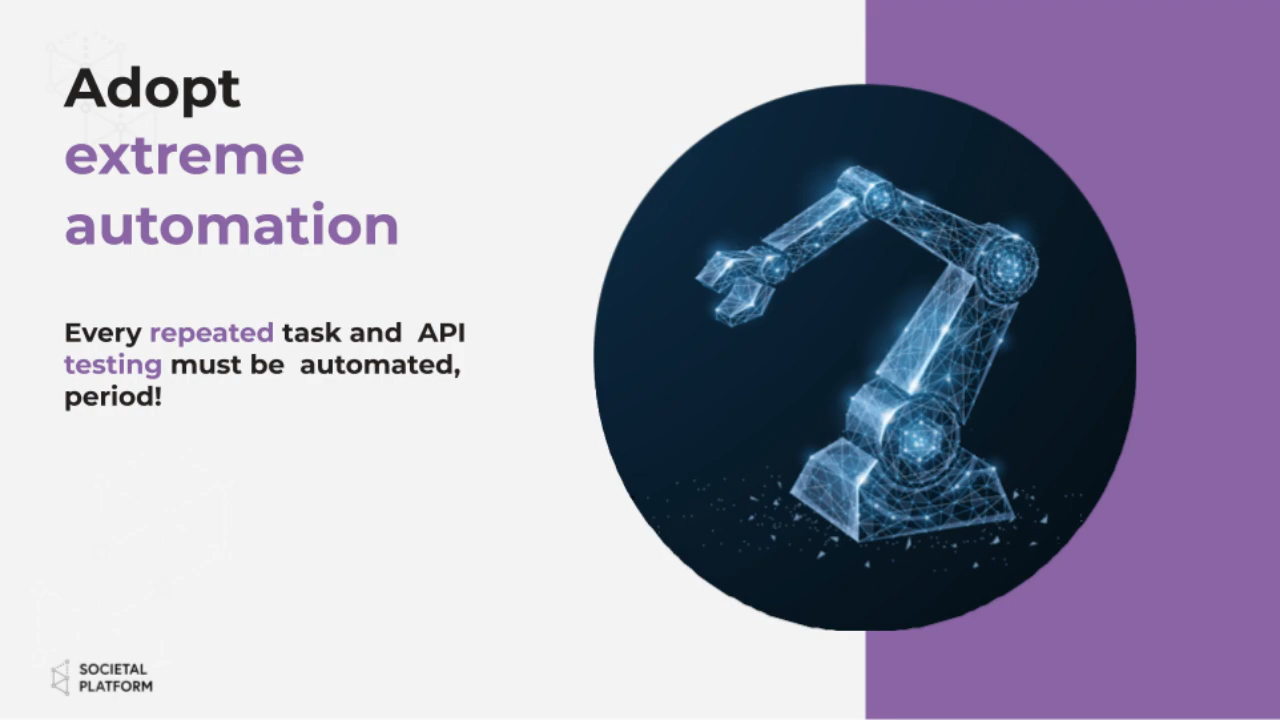 Adopt
extreme
automation
Every repeated task and  API
testing must be  automated,
period!
SOCIETAL
PLATFORM